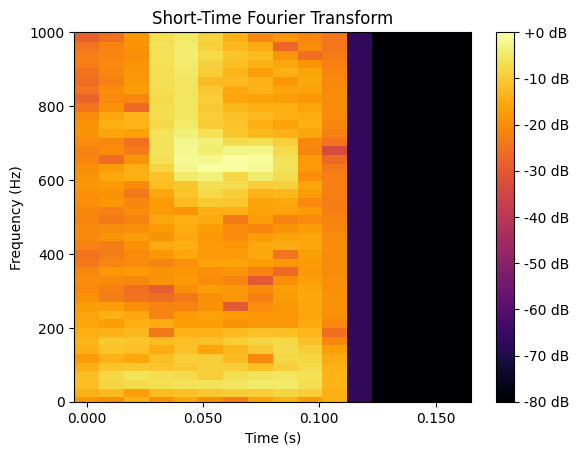 Short-Time Fourier Transform
1000
800
600
400
200
0
Frequency (Hz)
0.000
0.050
0.100
0.150
Time (s)
+0 dB
-10 dB
-20 dB
-30 dB
-40 dB
-50 dB
-60 dB
-70 dB
-80 dB